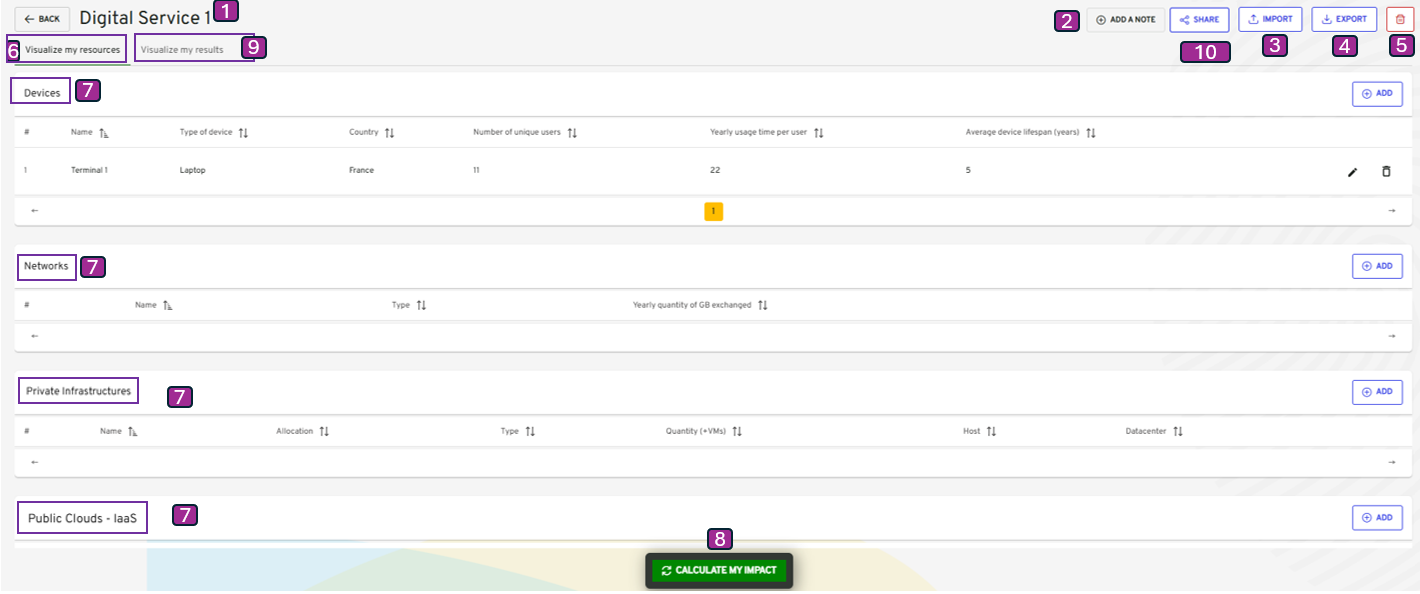 ← BACK Digital Service 1 1 2 ADD A NOTE SHARE IMPORT EXPORT
10 3 4 5
6 Visualize my resources Visualize my results 9
Devices 7 ADD
# Name Type of device Country Number of unique users Yearly usage time per user Average device lifespan (years)
1 Terminal 1 Laptop France 11 22 5
← 1 →
Networks 7 ADD
# Name Type Yearly quantity of GB exchanged
← →
Private Infrastructures 7 ADD
# Name Allocation Type Quantity (+VMs) Host Datacenter
← →
Public Clouds - IaaS 7 ADD
8
CALCULATE MY IMPACT